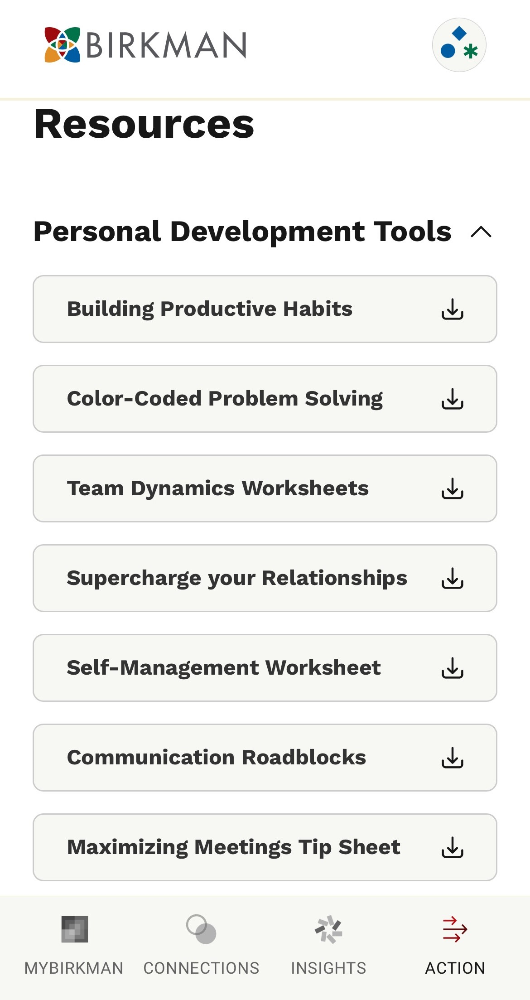 BIRKMAN
Resources
Personal Development Tools
Building Productive Habits
Color-Coded Problem Solving
Team Dynamics Worksheets
Supercharge your Relationships
Self-Management Worksheet
Communication Roadblocks
Maximizing Meetings Tip Sheet
MYBIRKMAN CONNECTIONS INSIGHTS ACTION